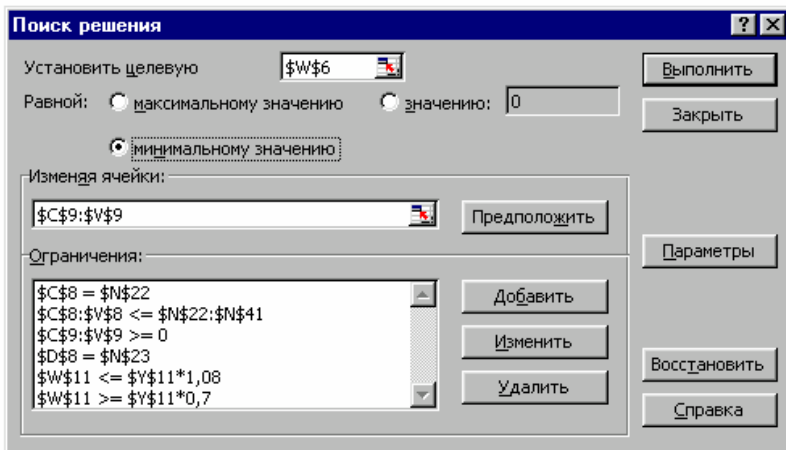 Поиск решения
Установить целевую $W$6
Выполнить
Равной: максимальному значению значению: 0
Закрыть
минимальному значению
Изменяя ячейки:
$C$9:$V$9
Предположить
Ограничения:
Параметры
$C$8 = $N$22
$C$8:$V$8 <= $N$22:$N$41
$C$9:$V$9 >= 0
$D$8 = $N$23
$W$11 <= $Y$11*1,08
$W$11 >= $Y$11*0,7
Добавить
Изменить
Удалить
Восстановить
Справка